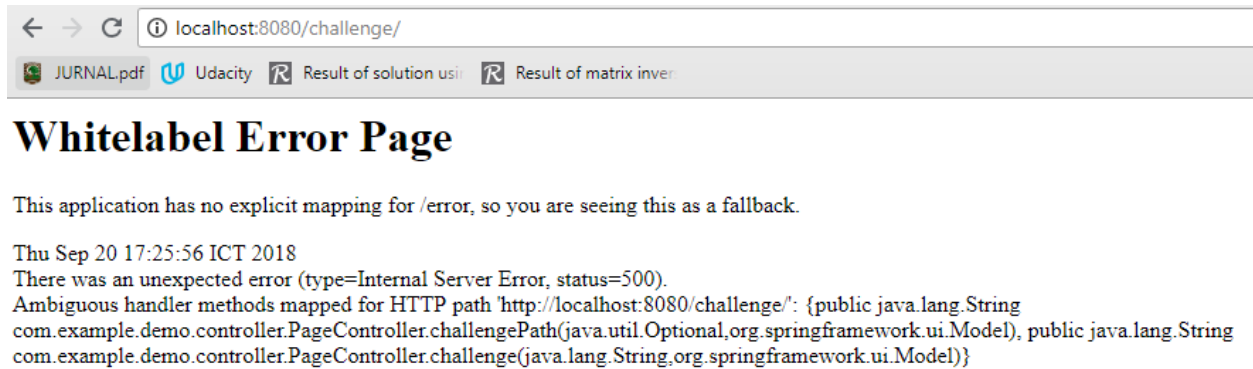 localhost:8080/challenge/
JURNAL.pdf Udacity Result of solution usi Result of matrix inver
Whitelabel Error Page
This application has no explicit mapping for /error, so you are seeing this as a fallback.
Thu Sep 20 17:25:56 ICT 2018
There was an unexpected error (type=Internal Server Error, status=500).
Ambiguous handler methods mapped for HTTP path 'http://localhost:8080/challenge/': {public java.lang.String
com.example.demo.controller.PageController.challengePath(java.util.Optional,org.springframework.ui.Model), public java.lang.String
com.example.demo.controller.PageController.challenge(java.lang.String,org.springframework.ui.Model)}